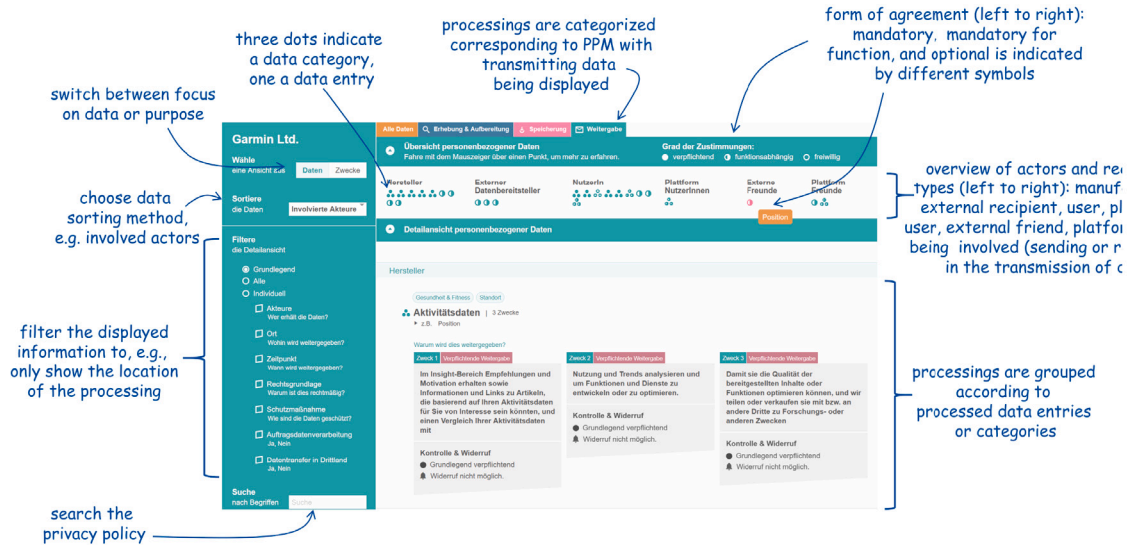 three dots indicate
a data category,
one a data entry
processings are categorized
corresponding to PPM with
transmitting data
being displayed
form of agreement (left to right):
mandatory, mandatory for
function, and optional is indicated
by different symbols
switch between focus
on data or purpose
choose data
sorting method,
e.g. involved actors
filter the displayed
information to, e.g.,
only show the location
of the processing
search the
privacy policy
Garmin Ltd.
Wähle
eine Ansicht aus
Daten Zwecke
Sortiere
die Daten
Involvierte Akteure
Filtere
die Detailansicht
Grundlegend
Alle
Individuell
Akteure
Wer erhält die Daten?
Ort
Wohin wird weitergegeben?
Zeitpunkt
Wann wird weitergegeben?
Rechtsgrundlage
Warum ist dies rechtmäßig?
Schutzmaßnahme
Wie sind die Daten geschützt?
Auftragsdatenverarbeitung
Ja, Nein
Datentransfer in Drittland
Ja, Nein
Suche
nach Begriffen
Suche
Alle Daten Erhebung & Aufbereitung Speicherung Weitergabe
Übersicht personenbezogener Daten
Fahre mit dem Mauszeiger über einen Punkt, um mehr zu erfahren.
Grad der Zustimmungen:
verpflichtend funktionsabhängig freiwillig
Hersteller
Externer
Datenbereitsteller
NutzerIn
Plattform
NutzerInnen
Externe
Freunde
Plattform
Freunde
Position
Detailansicht personenbezogener Daten
Hersteller
Gesundheit & Fitness Standort
Aktivitätsdaten | 3 Zwecke
z.B. Position
Warum wird dies weitergegeben?
Zweck 1 Verpflichtende Weitergabe
Im Insight-Bereich Empfehlungen und
Motivation erhalten sowie
Informationen und Links zu Artikeln,
die basierend auf Ihren Aktivitätsdaten
für Sie von Interesse sein könnten, und
einen Vergleich Ihrer Aktivitätsdaten
mit
Kontrolle & Widerruf
Grundlegend verpflichtend
Widerruf nicht möglich.
Zweck 2 Verpflichtende Weitergabe
Nutzung und Trends analysieren und
um Funktionen und Dienste zu
entwickeln oder zu optimieren.
Kontrolle & Widerruf
Grundlegend verpflichtend
Widerruf nicht möglich.
Zweck 3 Verpflichtende Weitergabe
Damit sie die Qualität der
bereitgestellten Inhalte oder
Funktionen optimieren können, und wir
teilen oder verkaufen sie mit bzw. an
andere Dritte zu Forschungs- oder
anderen Zwecken
Kontrolle & Widerruf
Grundlegend verpflichtend
Widerruf nicht möglich.
overview of actors and
types (left to right):
external recipient, user,
user, external friend,
being involved (sending or
in the transmission of
processings are grouped
according to
processed data entries
or categories